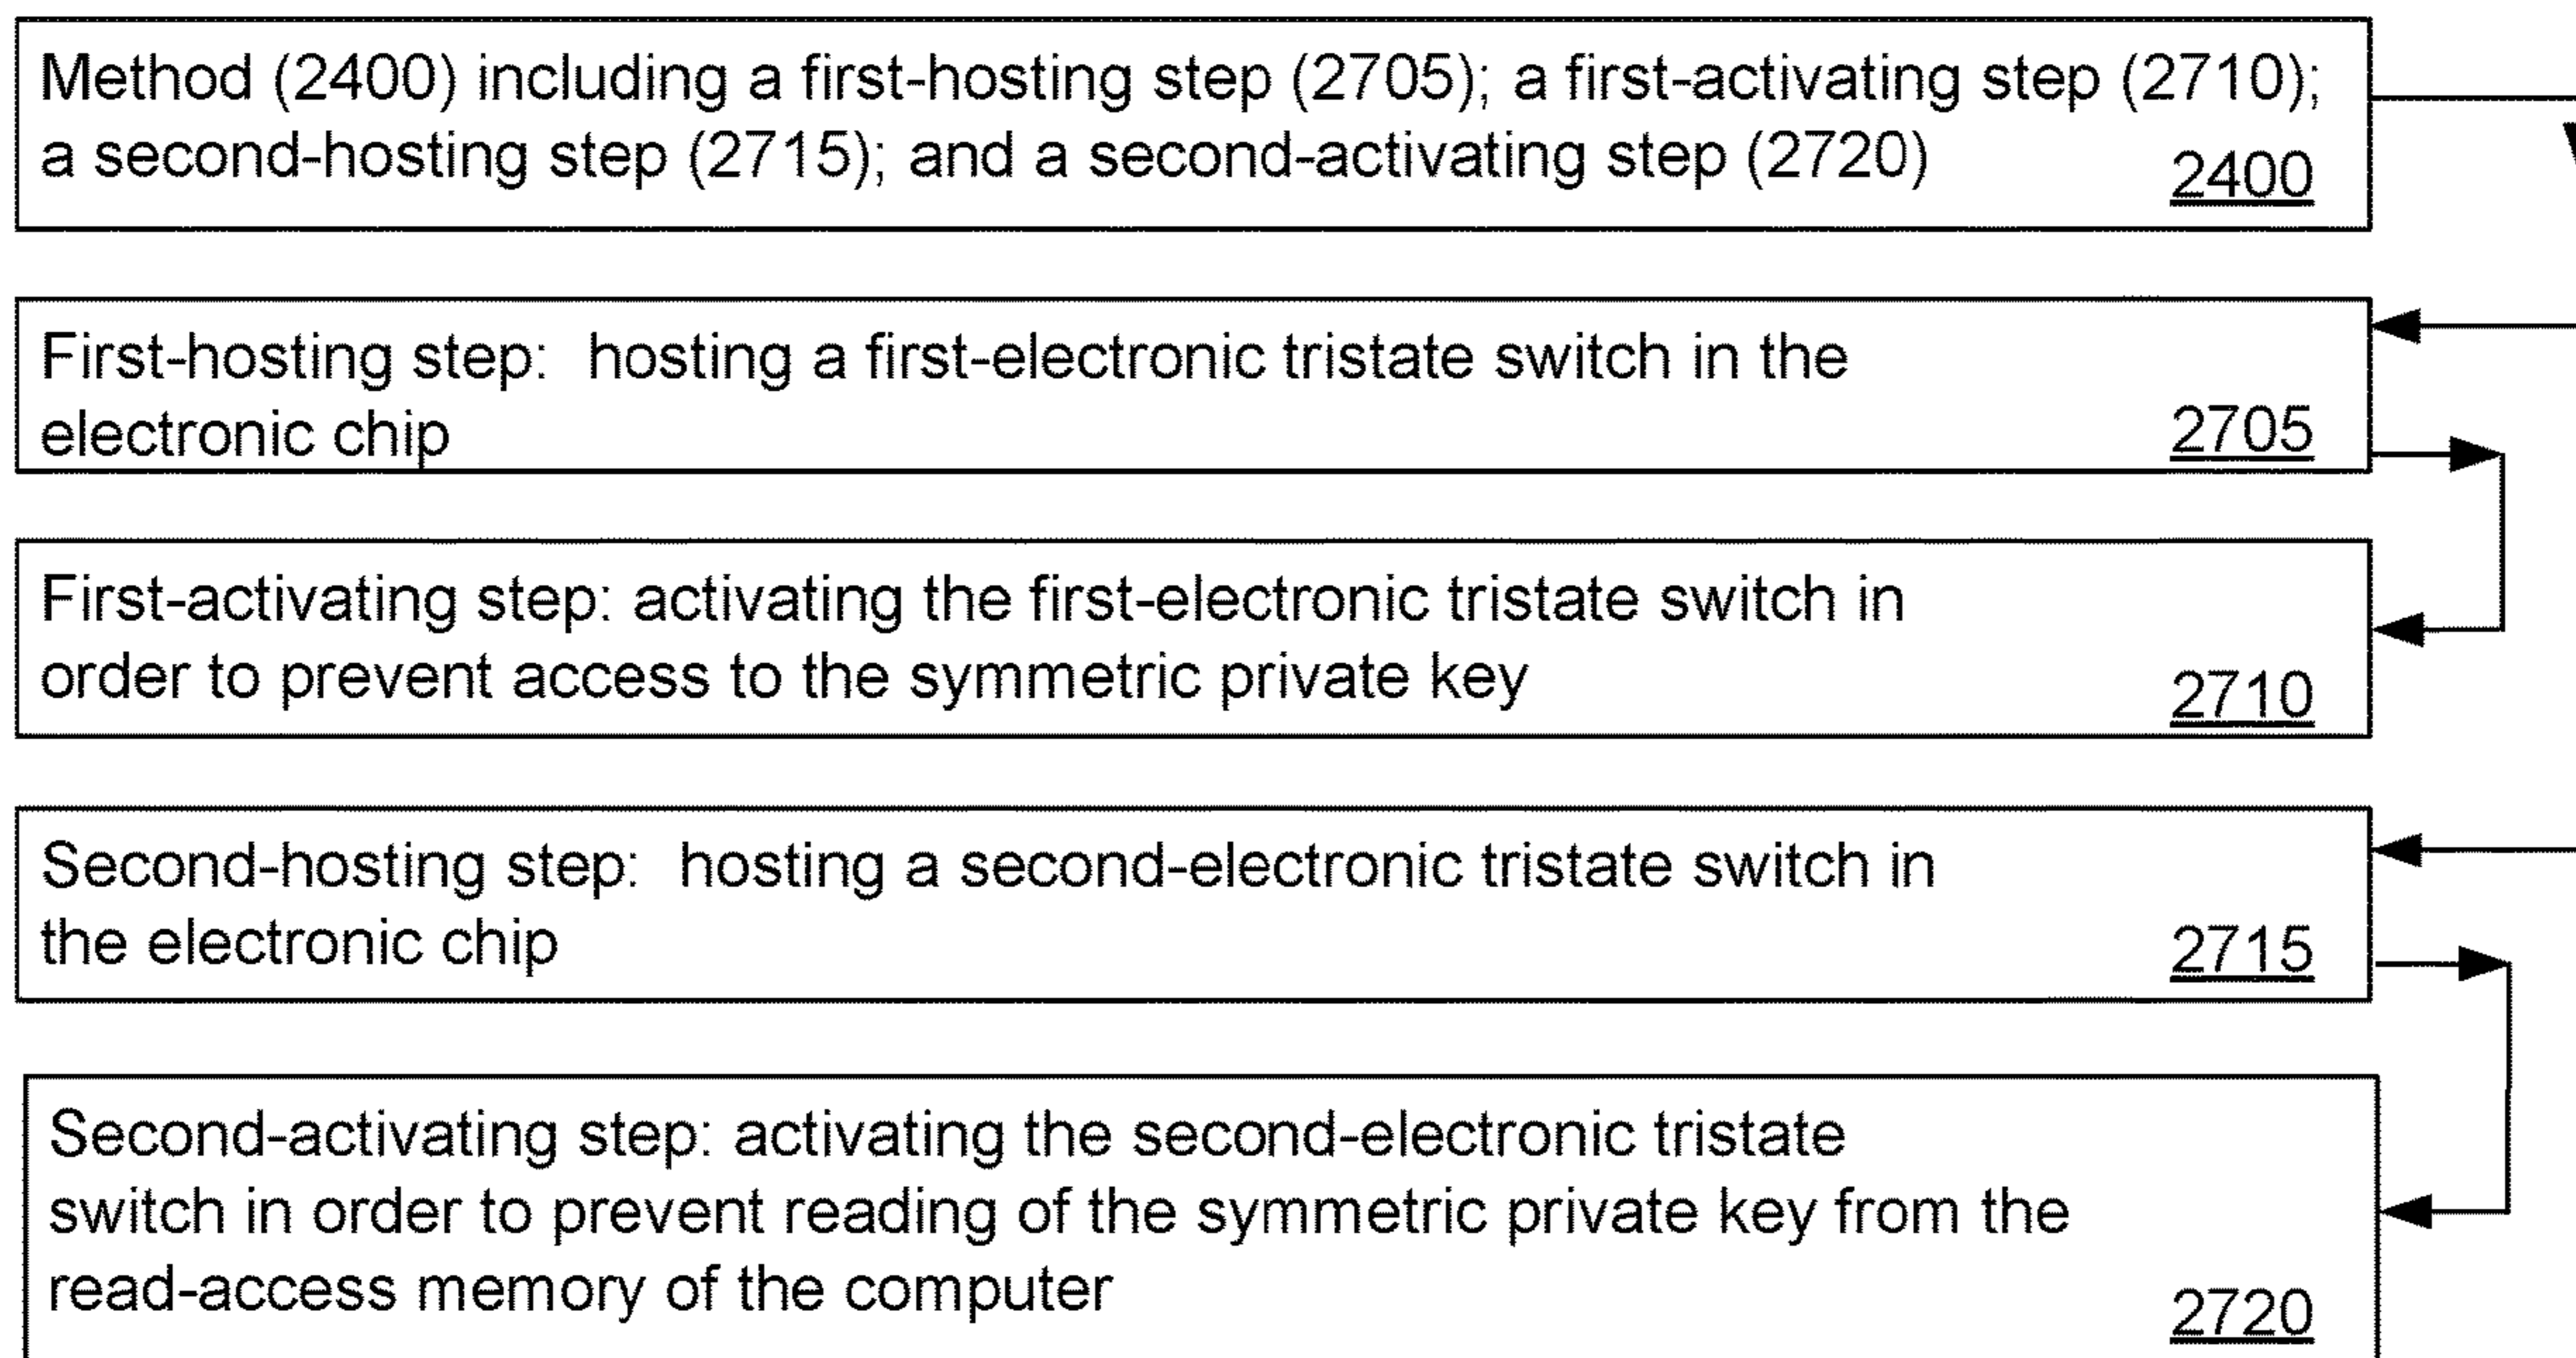 Method (2400) including a first-hosting step (2705); a first-activating step (2710);
a second-hosting step (2715); and a second-activating step (2720)
2400
First-hosting step: hosting a first-electronic tristate switch in the
electronic chip
2705
First-activating step: activating the first-electronic tristate switch in
order to prevent access to the symmetric private key
2710
Second-hosting step: hosting a second-electronic tristate switch in
the electronic chip
2715
Second-activating step: activating the second-electronic tristate
switch in order to prevent reading of the symmetric private key from the
read-access memory of the computer
2720